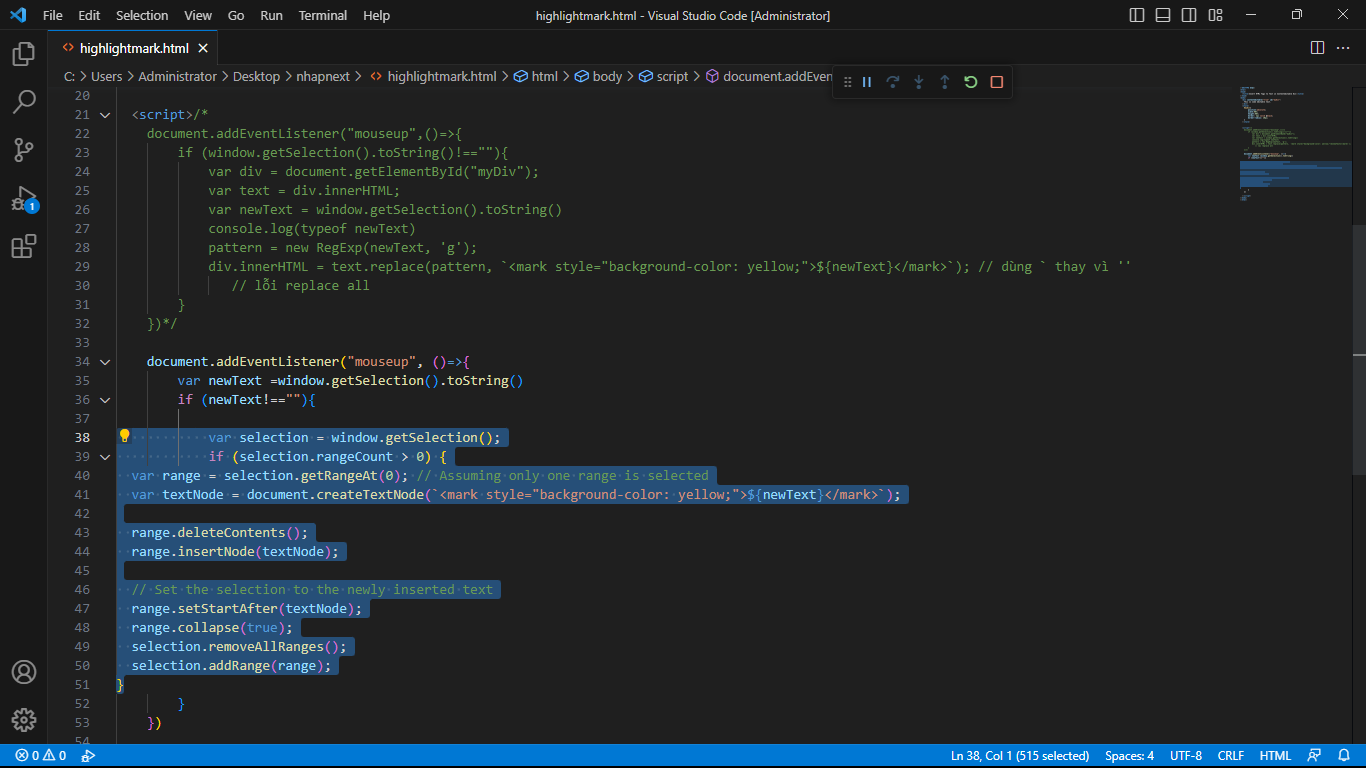 File Edit Selection View Go Run Terminal Help
highlightmark.html - Visual Studio Code [Administrator]
highlightmark.html
C: > Users > Administrator > Desktop > nhapnext > highlightmark.html > html > body > script > document.addEven
20
21 <script>/*
22 document.addEventListener("mouseup",()=>{
23 if (window.getSelection().toString()!==""){
24 var div = document.getElementById("myDiv");
25 var text = div.innerHTML;
26 var newText = window.getSelection().toString()
27 console.log(typeof newText)
28 pattern = new RegExp(newText, 'g');
29 div.innerHTML = text.replace(pattern, `<mark style="background-color: yellow;">${newText}</mark>`); // dùng ` thay vì ''
30 // lỗi replace all
31 }
32 })*/
33
34 document.addEventListener("mouseup", ()=>{
35 var newText =window.getSelection().toString()
36 if (newText!==""){
37
38 var selection = window.getSelection();
39 if (selection.rangeCount > 0) {
40 var range = selection.getRangeAt(0); // Assuming only one range is selected
41 var textNode = document.createTextNode(`<mark style="background-color: yellow;">${newText}</mark>`);
42
43 range.deleteContents();
44 range.insertNode(textNode);
45
46 // Set the selection to the newly inserted text
47 range.setStartAfter(textNode);
48 range.collapse(true);
49 selection.removeAllRanges();
50 selection.addRange(range);
51 }
52 }
53 })
54
1
0 0
Ln 38, Col 1 (515 selected) Spaces: 4 UTF-8 CRLF HTML